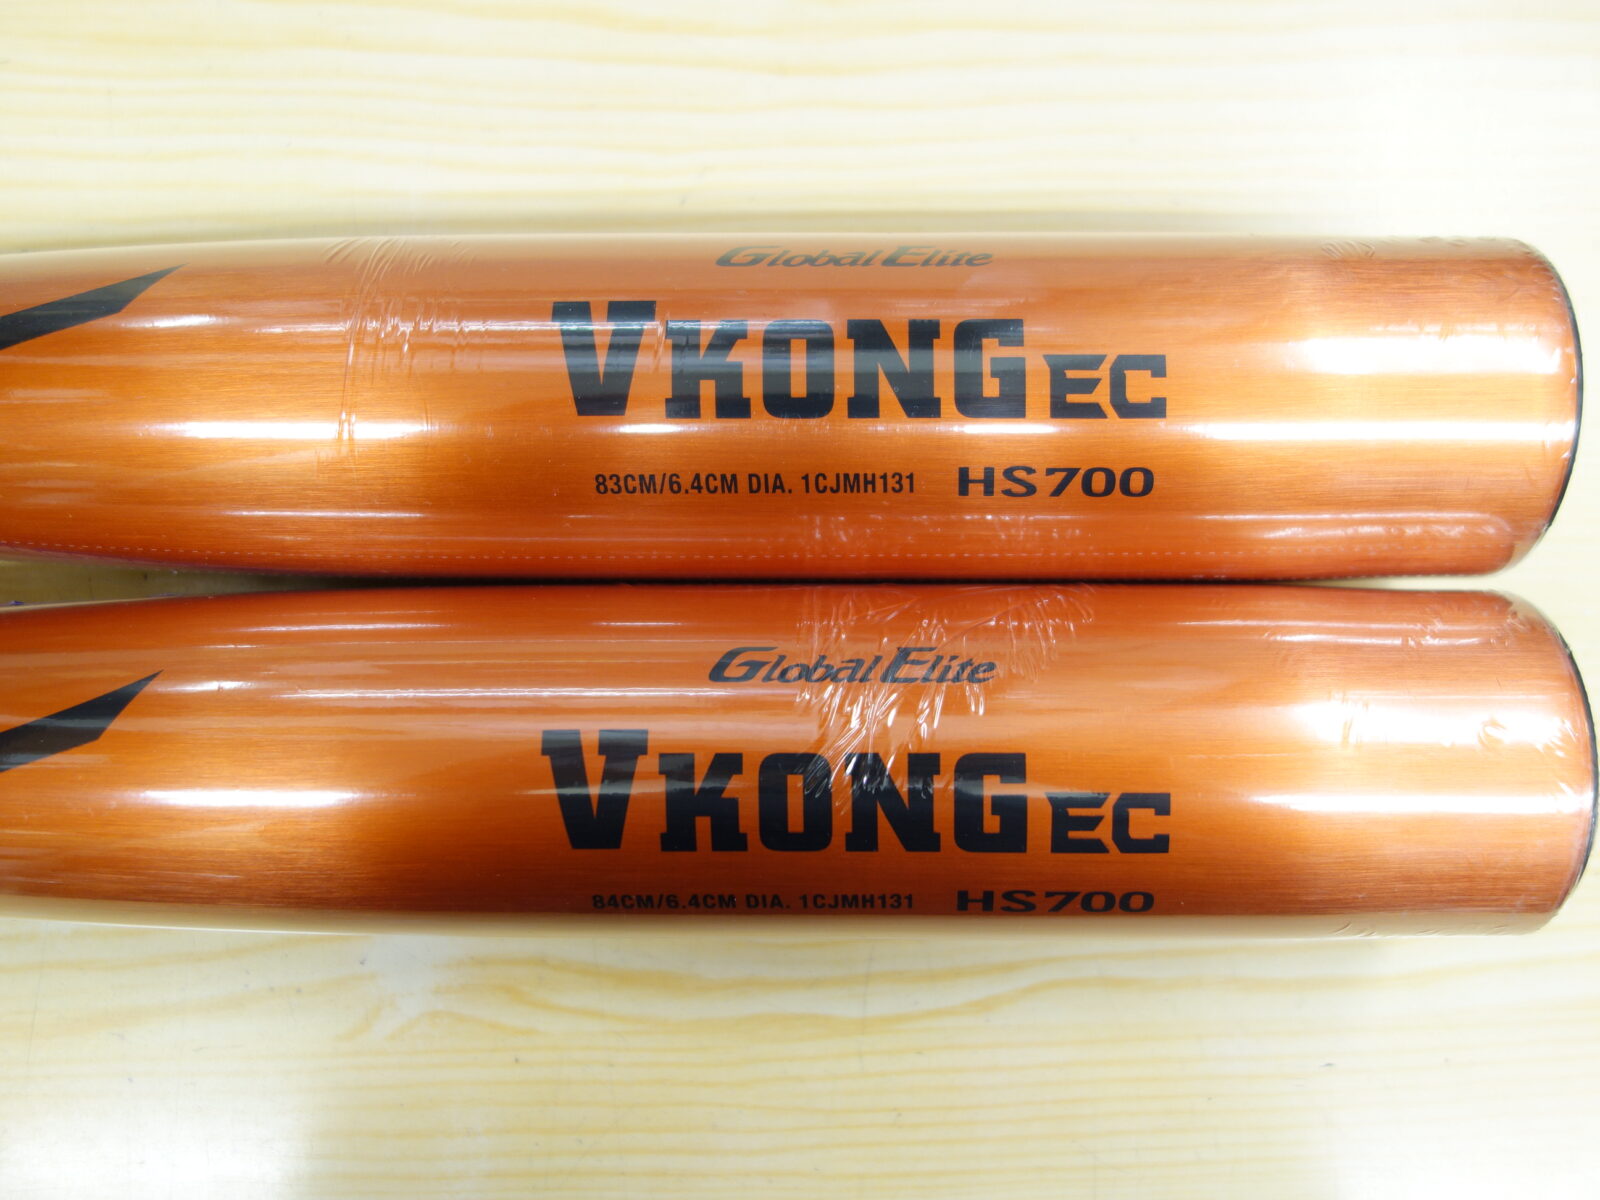 Global Elite
VKONG EC
83CM/6.4CM DIA. 1CJMH131 HS700
Global Elite
VKONG EC
84CM/6.4CM DIA. 1CJMH131 HS700